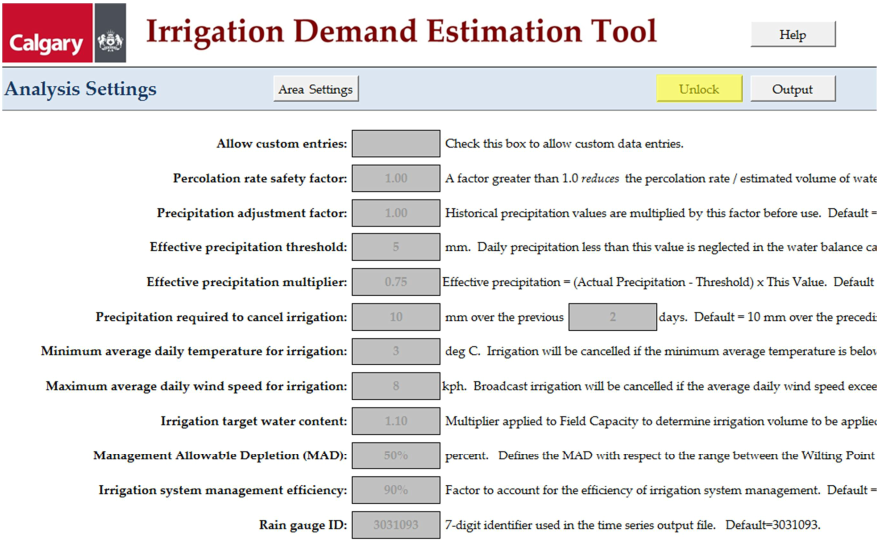 Calgary
Irrigation Demand Estimation Tool
Help
Analysis Settings
Area Settings
Unlock
Output
Allow custom entries: Check this box to allow custom data entries.
Percolation rate safety factor: 1.00 A factor greater than 1.0 reduces the percolation rate / estimated volume of wate
Precipitation adjustment factor: 1.00 Historical precipitation values are multiplied by this factor before use. Default =
Effective precipitation threshold: 5 mm. Daily precipitation less than this value is neglected in the water balance ca
Effective precipitation multiplier: 0.75 Effective precipitation = (Actual Precipitation - Threshold) x This Value. Default
Precipitation required to cancel irrigation: 10 mm over the previous 2 days. Default = 10 mm over the precedi
Minimum average daily temperature for irrigation: 3 deg C. Irrigation will be cancelled if the minimum average temperature is below
Maximum average daily wind speed for irrigation: 8 kph. Broadcast irrigation will be cancelled if the average daily wind speed excee
Irrigation target water content: 1.10 Multiplier applied to Field Capacity to determine irrigation volume to be applied
Management Allowable Depletion (MAD): 50% percent. Defines the MAD with respect to the range between the Wilting Point
Irrigation system management efficiency: 90% Factor to account for the efficiency of irrigation system management. Default =
Rain gauge ID: 3031093 7-digit identifier used in the time series output file. Default=3031093.